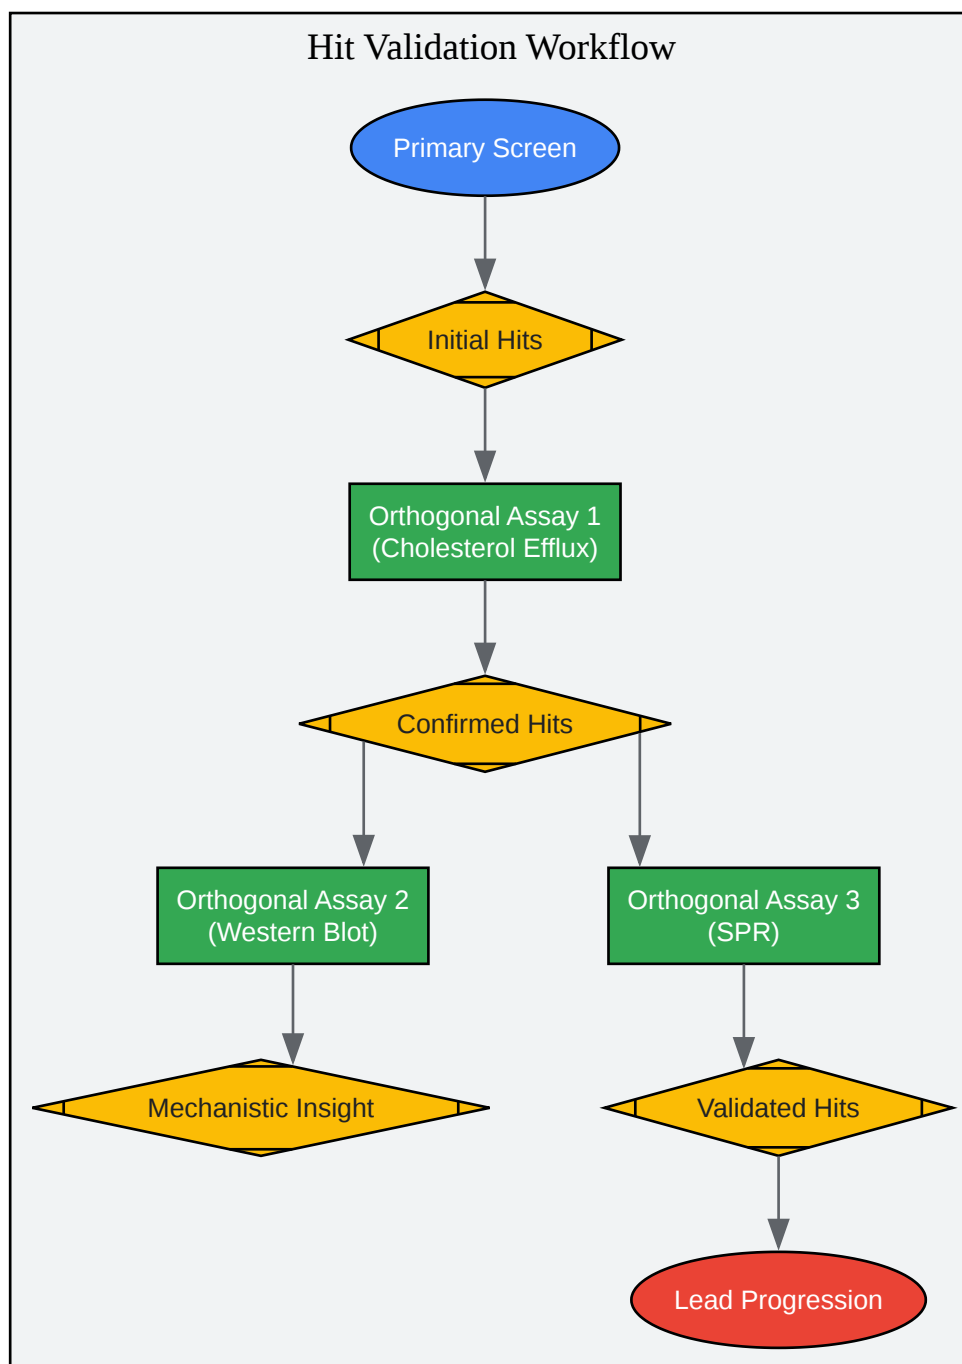 Hit Validation Workflow
Primary Screen
Initial Hits
Orthogonal Assay 1
(Cholesterol Efflux)
Confirmed Hits
Orthogonal Assay 2
(Western Blot)
Orthogonal Assay 3
(SPR)
Mechanistic Insight
Validated Hits
Lead Progression